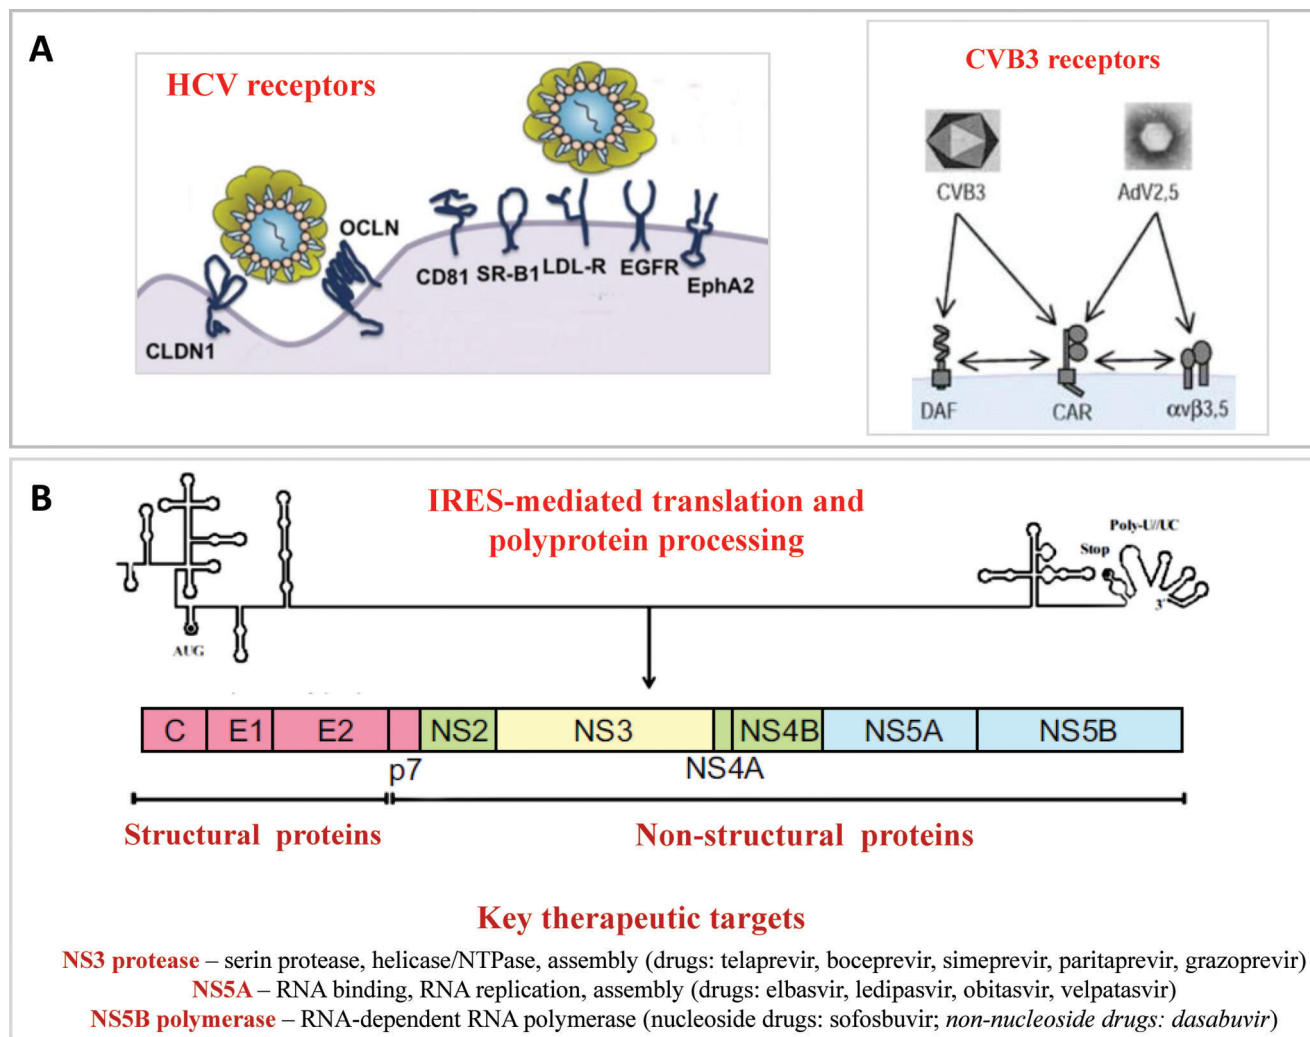 A
HCV receptors
OCLN
CD81
SR-B1
LDL-R
EGFR
EphA2
CLDN1
CVB3 receptors
CVB3
AdV2,5
DAF
CAR
αvβ3,5
B
IRES-mediated translation and
polyprotein processing
Poly-U//UC
Stop
3'
AUG
C E1 E2 NS2 NS3 NS4B NS5A NS5B
p7 NS4A
Structural proteins
Non-structural proteins
Key therapeutic targets
NS3 protease – serin protease, helicase/NTPase, assembly (drugs: telaprevir, boceprevir, simeprevir, paritaprevir, grazoprevir)
NS5A – RNA binding, RNA replication, assembly (drugs: elbasvir, ledipasvir, obitasvir, velpatasvir)
NS5B polymerase – RNA-dependent RNA polymerase (nucleoside drugs: sofosbuvir; non-nucleoside drugs: dasabuvir)